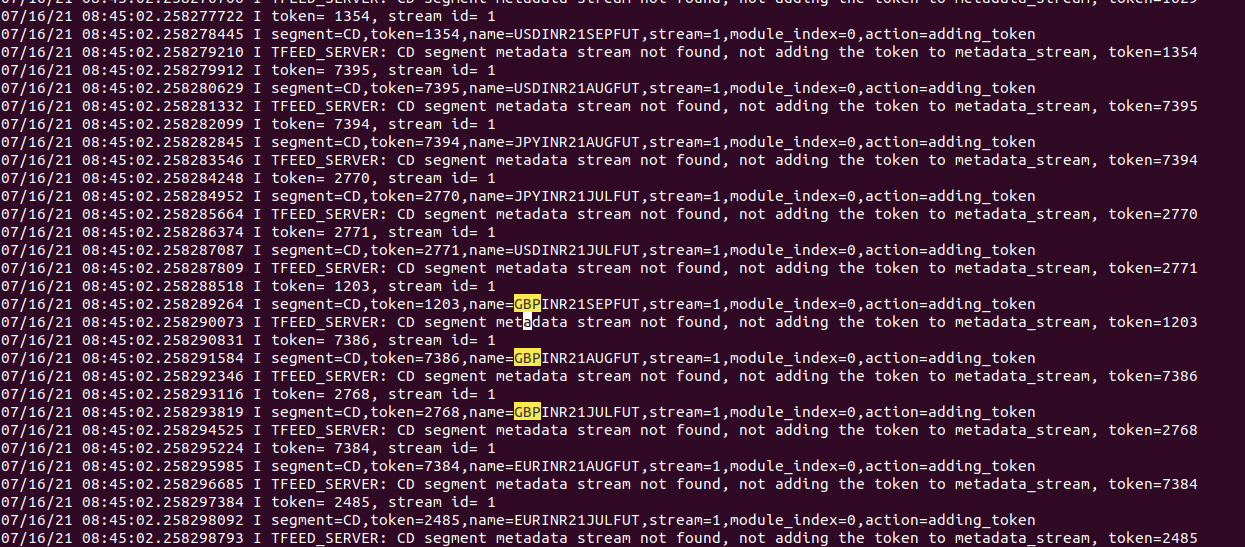 07/16/21 08:45:02.258277722 I token= 1354, stream id= 1
07/16/21 08:45:02.258278445 I segment=CD,token=1354,name=USDINR21SEPFUT,stream=1,module_index=0,action=adding_token
07/16/21 08:45:02.258279210 I TFEED_SERVER: CD segment metadata stream not found, not adding the token to metadata_stream, token=1354
07/16/21 08:45:02.258279912 I token= 7395, stream id= 1
07/16/21 08:45:02.258280629 I segment=CD,token=7395,name=USDINR21AUGFUT,stream=1,module_index=0,action=adding_token
07/16/21 08:45:02.258281332 I TFEED_SERVER: CD segment metadata stream not found, not adding the token to metadata_stream, token=7395
07/16/21 08:45:02.258282099 I token= 7394, stream id= 1
07/16/21 08:45:02.258282845 I segment=CD,token=7394,name=JPYINR21AUGFUT,stream=1,module_index=0,action=adding_token
07/16/21 08:45:02.258283546 I TFEED_SERVER: CD segment metadata stream not found, not adding the token to metadata_stream, token=7394
07/16/21 08:45:02.258284248 I token= 2770, stream id= 1
07/16/21 08:45:02.258284952 I segment=CD,token=2770,name=JPYINR21JULFUT,stream=1,module_index=0,action=adding_token
07/16/21 08:45:02.258285664 I TFEED_SERVER: CD segment metadata stream not found, not adding the token to metadata_stream, token=2770
07/16/21 08:45:02.258286374 I token= 2771, stream id= 1
07/16/21 08:45:02.258287087 I segment=CD,token=2771,name=USDINR21JULFUT,stream=1,module_index=0,action=adding_token
07/16/21 08:45:02.258287809 I TFEED_SERVER: CD segment metadata stream not found, not adding the token to metadata_stream, token=2771
07/16/21 08:45:02.258288518 I token= 1203, stream id= 1
07/16/21 08:45:02.258289264 I segment=CD,token=1203,name=GBPINR21SEPFUT,stream=1,module_index=0,action=adding_token
07/16/21 08:45:02.258290073 I TFEED_SERVER: CD segment metadata stream not found, not adding the token to metadata_stream, token=1203
07/16/21 08:45:02.258290831 I token= 7386, stream id= 1
07/16/21 08:45:02.258291584 I segment=CD,token=7386,name=GBPINR21AUGFUT,stream=1,module_index=0,action=adding_token
07/16/21 08:45:02.258292346 I TFEED_SERVER: CD segment metadata stream not found, not adding the token to metadata_stream, token=7386
07/16/21 08:45:02.258293116 I token= 2768, stream id= 1
07/16/21 08:45:02.258293819 I segment=CD,token=2768,name=GBPINR21JULFUT,stream=1,module_index=0,action=adding_token
07/16/21 08:45:02.258294525 I TFEED_SERVER: CD segment metadata stream not found, not adding the token to metadata_stream, token=2768
07/16/21 08:45:02.258295224 I token= 7384, stream id= 1
07/16/21 08:45:02.258295985 I segment=CD,token=7384,name=EURINR21AUGFUT,stream=1,module_index=0,action=adding_token
07/16/21 08:45:02.258296685 I TFEED_SERVER: CD segment metadata stream not found, not adding the token to metadata_stream, token=7384
07/16/21 08:45:02.258297384 I token= 2485, stream id= 1
07/16/21 08:45:02.258298092 I segment=CD,token=2485,name=EURINR21JULFUT,stream=1,module_index=0,action=adding_token
07/16/21 08:45:02.258298793 I TFEED_SERVER: CD segment metadata stream not found, not adding the token to metadata_stream, token=2485